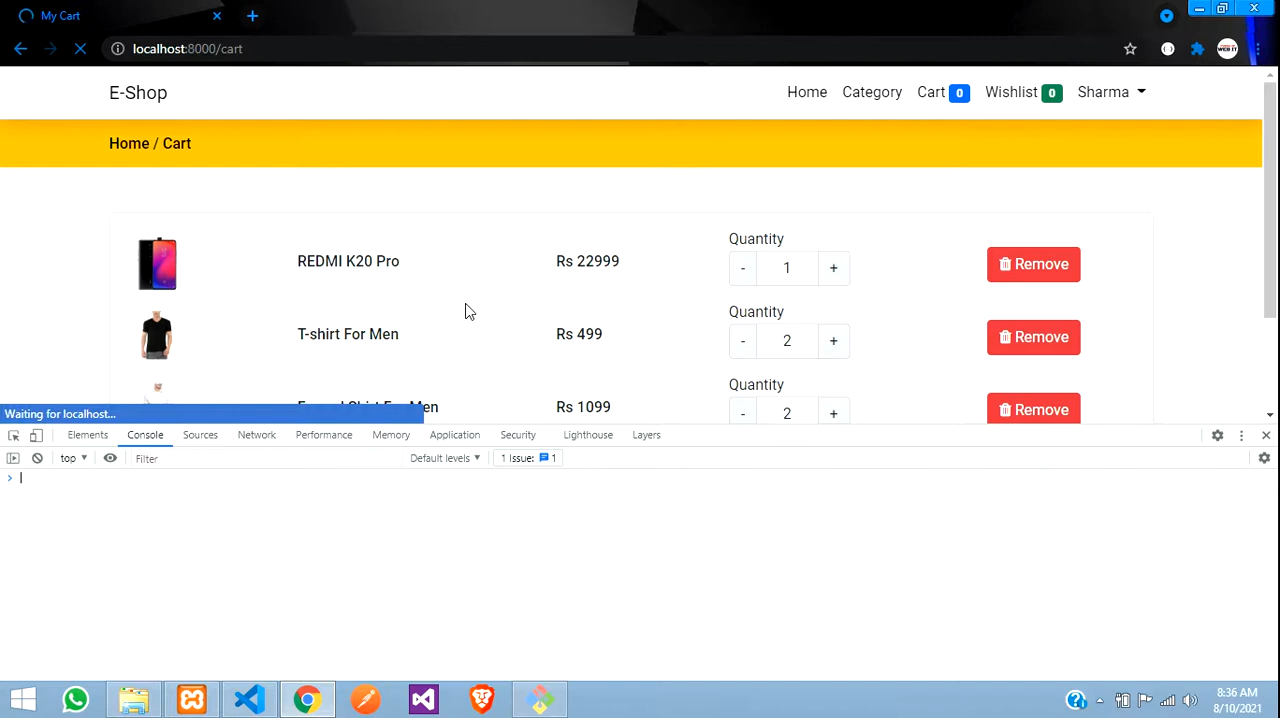 My Cart
localhost:8000/cart
E-Shop Home Category Cart 0 Wishlist 0 Sharma
Home / Cart
Quantity
REDMI K20 Pro Rs 22999 - 1 + Remove
Quantity
T-shirt For Men Rs 499 - 2 + Remove
Quantity
For Men Rs 1099 - 2 + Remove
Waiting for localhost...
Elements Console Sources Network Performance Memory Application Security Lighthouse Layers
top Filter Default levels 1 Issue: 1
8:36 AM
8/10/2021